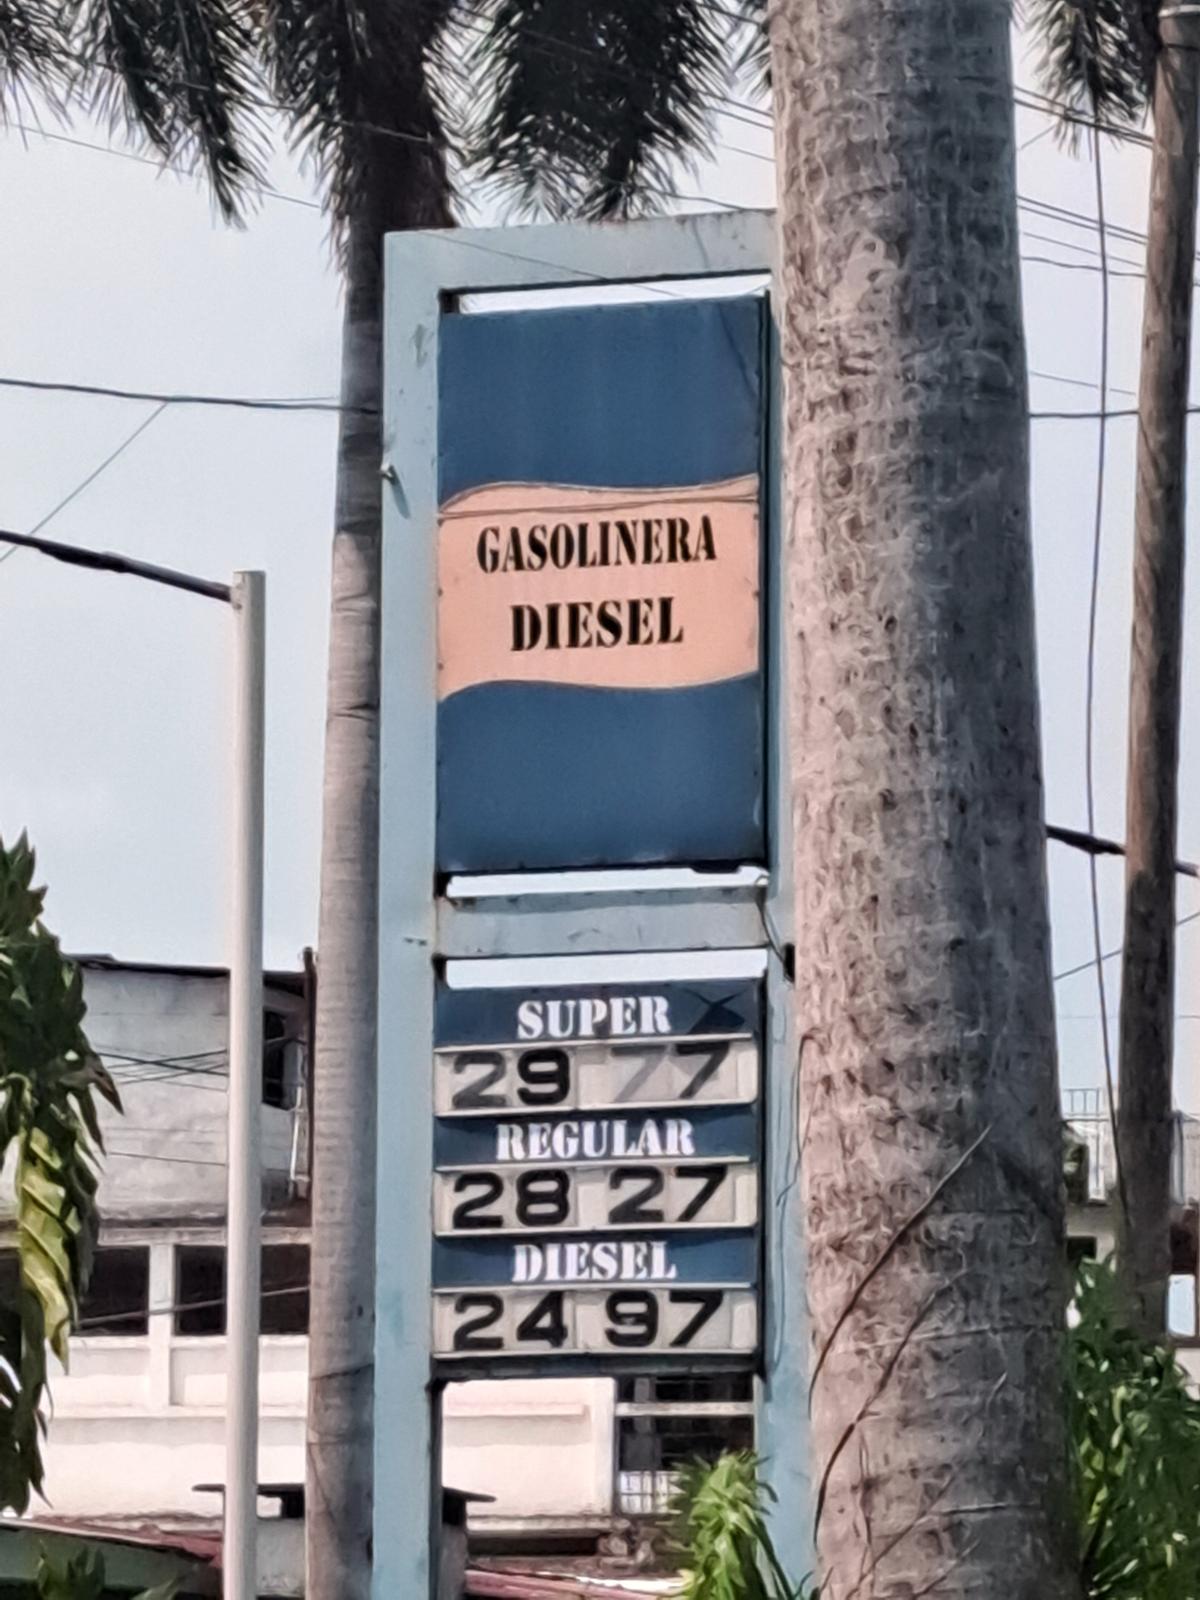 GASOLINERA
DIESEL
SUPER
29 77
REGULAR
28 27
DIESEL
24 97